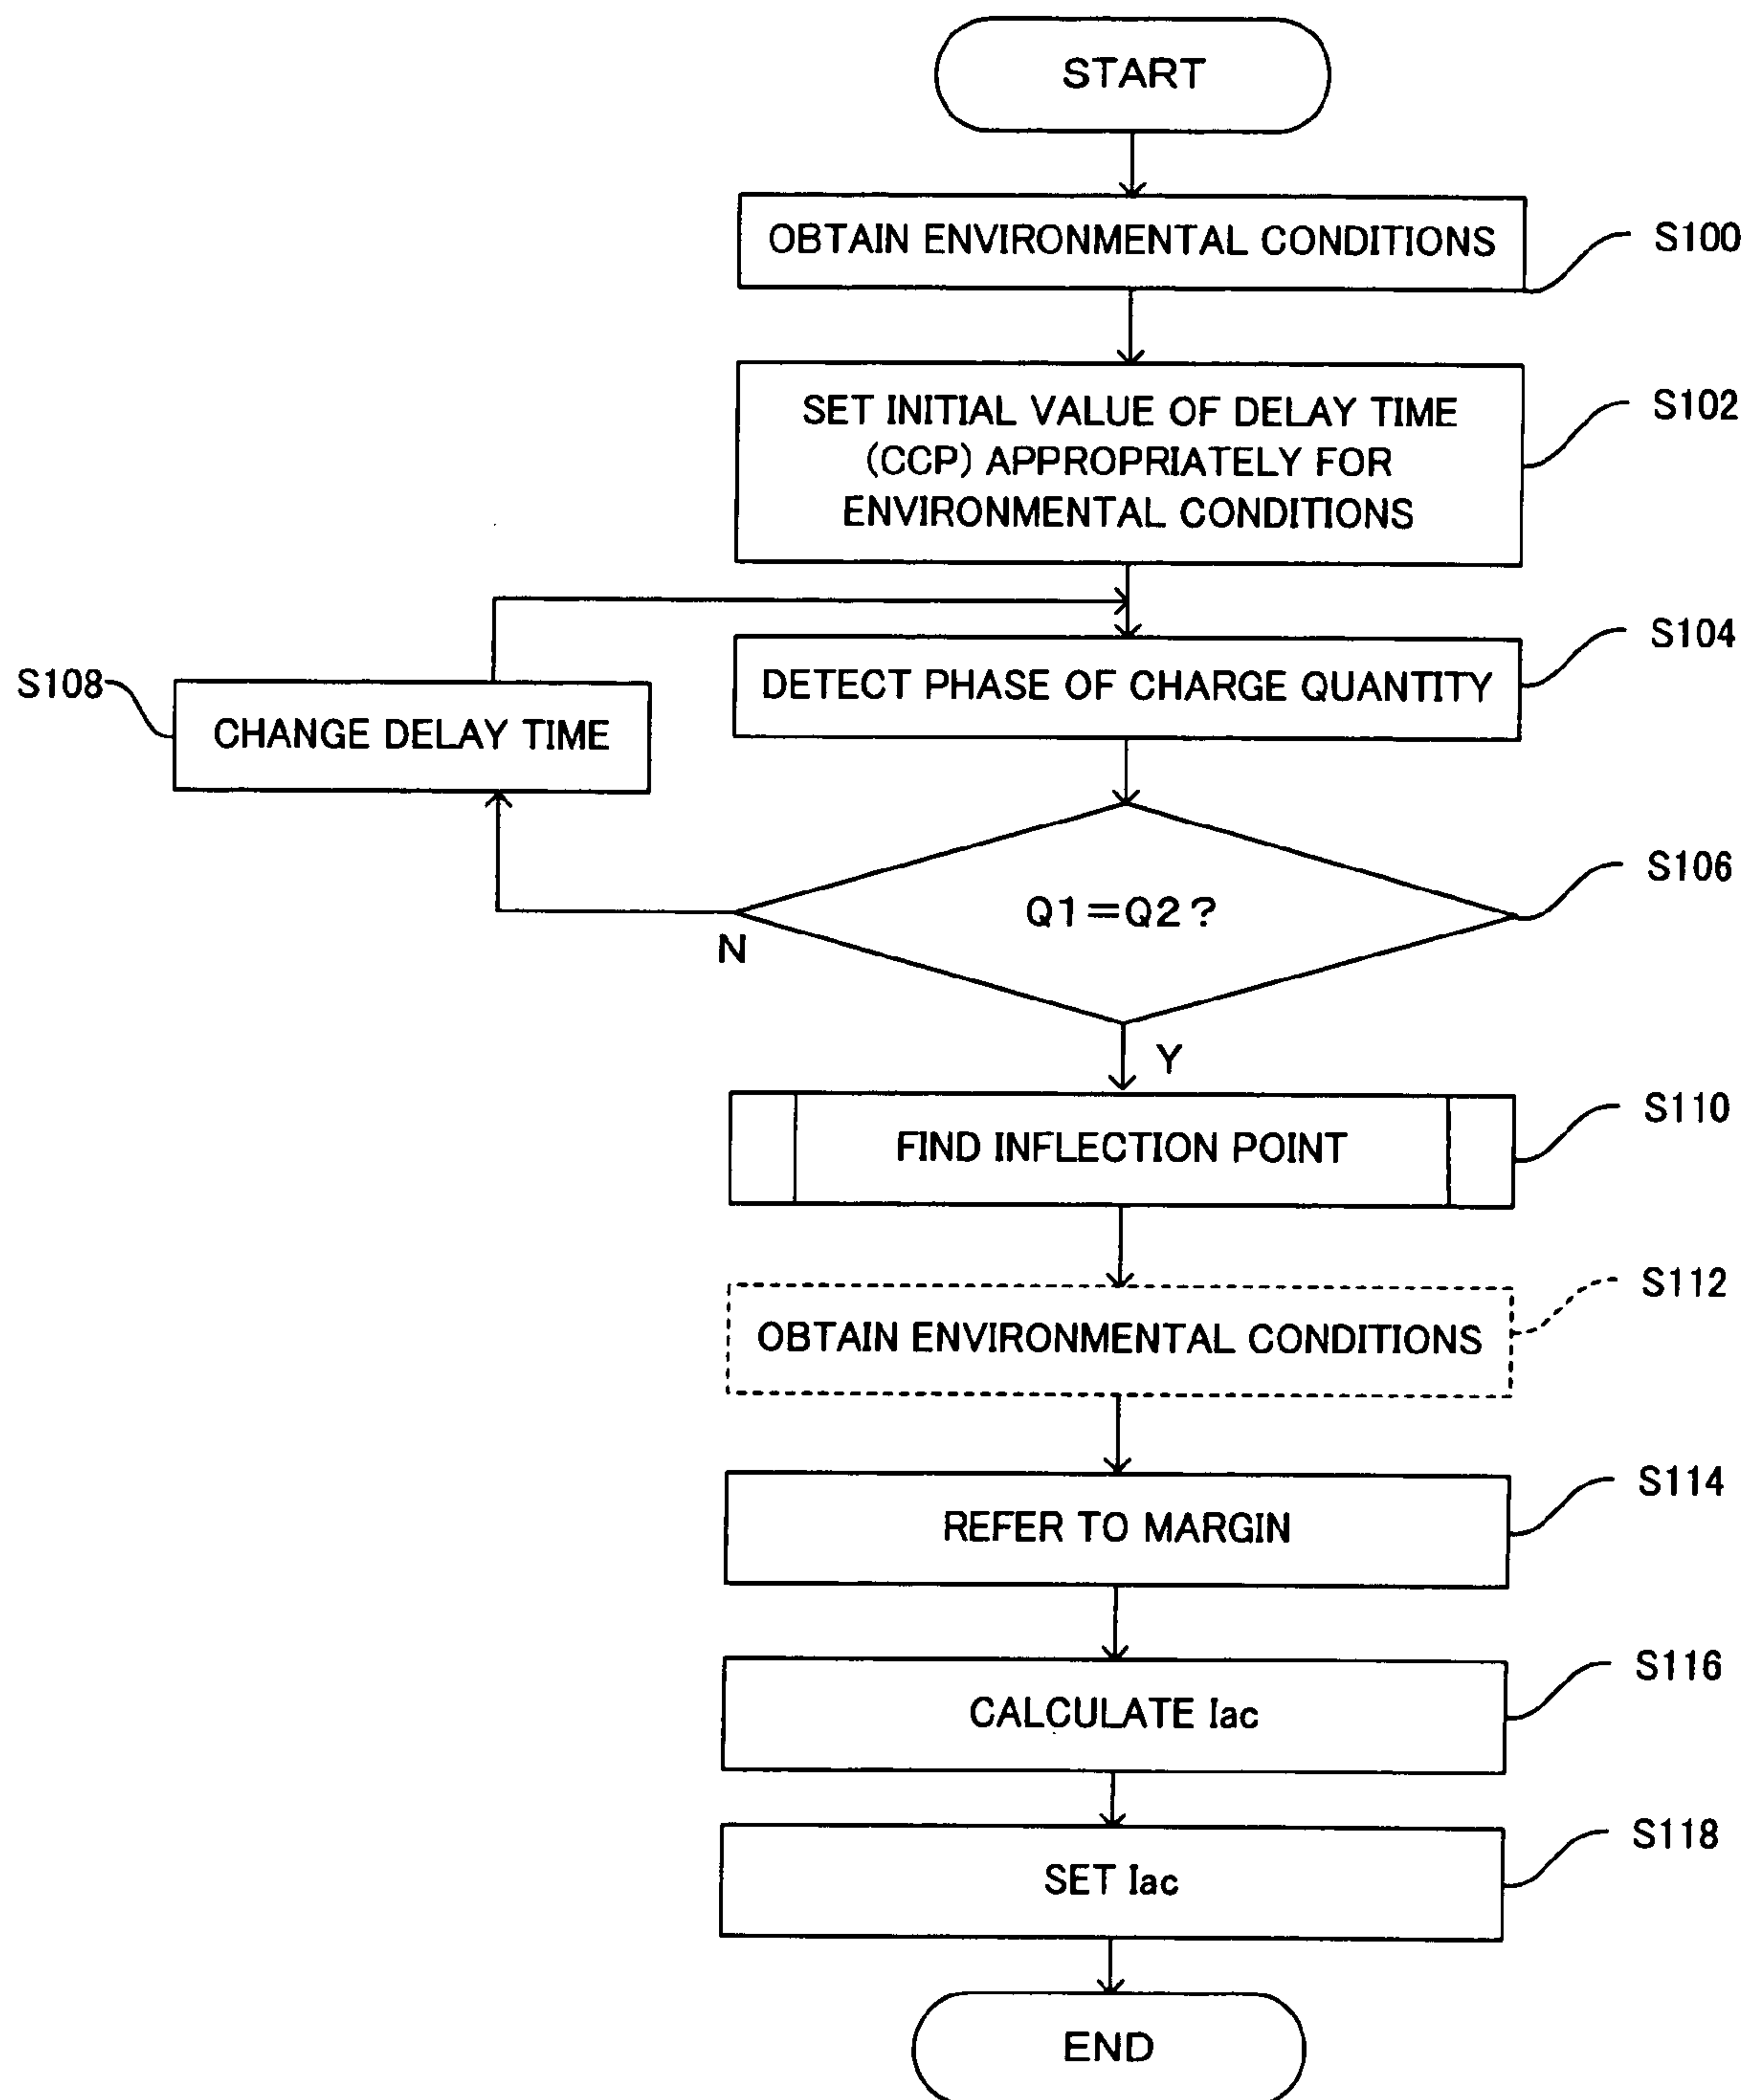 START
OBTAIN ENVIRONMENTAL CONDITIONS
S100
SET INITIAL VALUE OF DELAY TIME
(CCP) APPROPRIATELY FOR
ENVIRONMENTAL CONDITIONS
S102
DETECT PHASE OF CHARGE QUANTITY
S104
S108
CHANGE DELAY TIME
Q1=Q2?
S106
N
Y
FIND INFLECTION POINT
S110
OBTAIN ENVIRONMENTAL CONDITIONS
S112
REFER TO MARGIN
S114
CALCULATE Iac
S116
SET Iac
S118
END